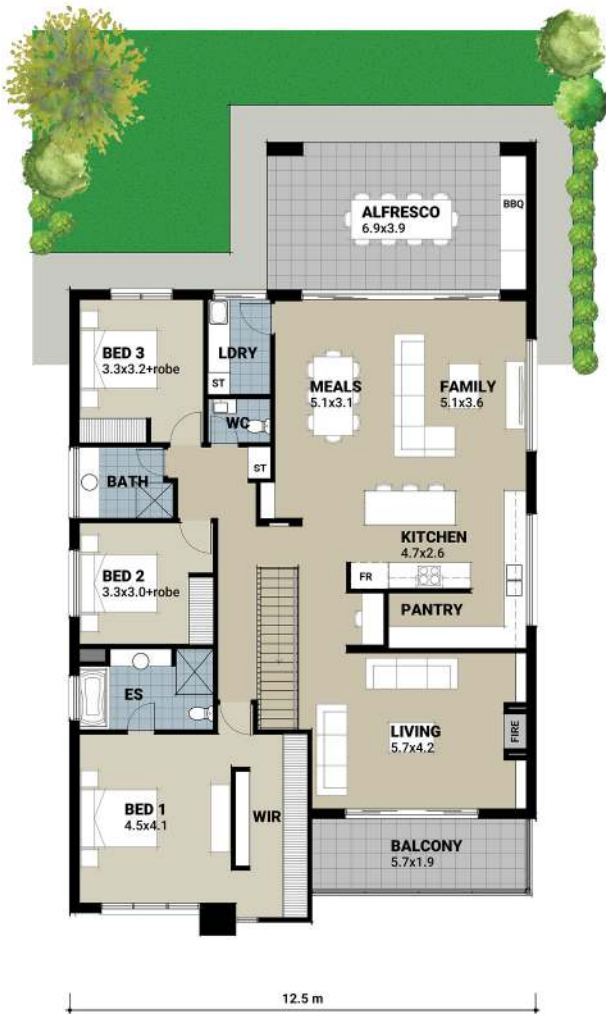 ALFRESCO
6.9x3.9
BBQ
BED 3
3.3x3.2+robe
LDRY
ST
MEALS
5.1x3.1
FAMILY
5.1x3.6
WC
ST
BATH
KITCHEN
4.7x2.6
FR
BED 2
3.3x3.0+robe
PANTRY
ES
LIVING
5.7x4.2
FIRE
BED 1
4.5x4.1
WIR
BALCONY
5.7x1.9
12.5 m